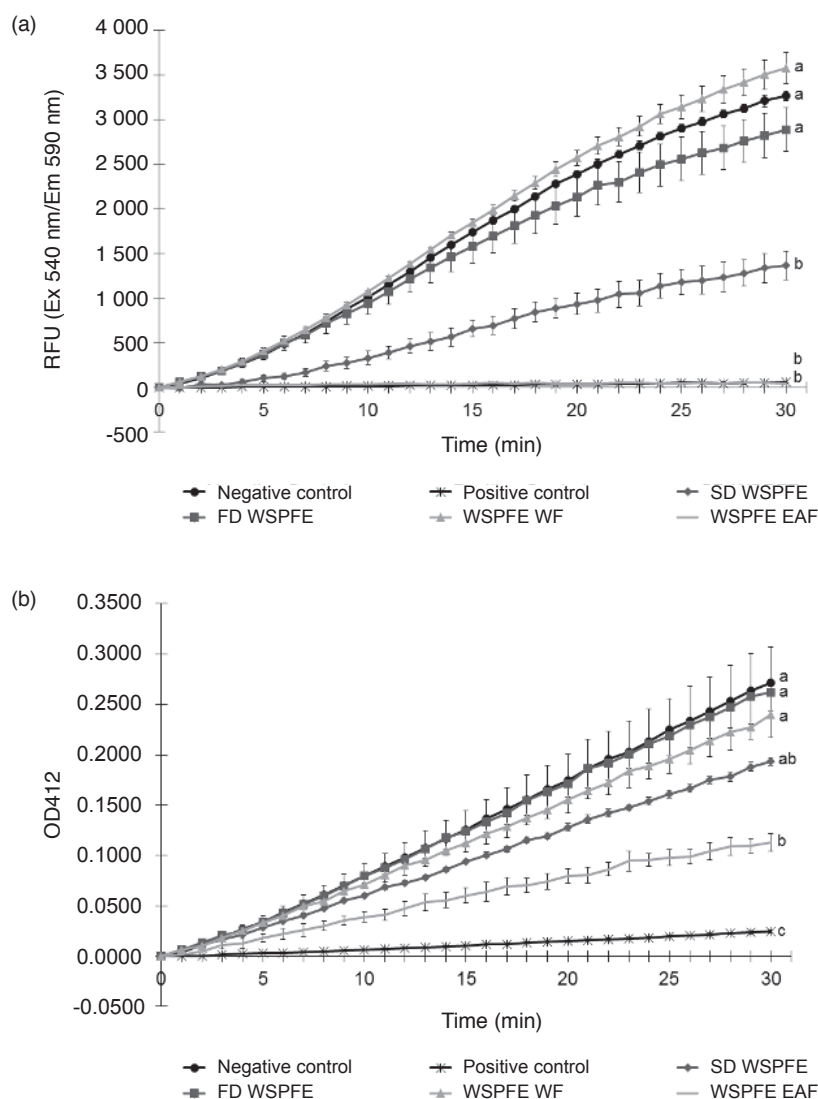 (a)
4 000
3 500
3 000
2 500
2 000
1 500
1 000
500
0
-500
RFU (Ex 540 nm/Em 590 nm)
a
a
a
b
b
b
0 5 10 15 20 25 30
Time (min)
Negative control Positive control SD WSPFE
FD WSPFE WSPFE WF WSPFE EAF
(b)
0.3500
0.3000
0.2500
0.2000
0.1500
0.1000
0.0500
0.0000
-0.0500
OD412
a
a
a
ab
b
c
0 5 10 15 20 25 30
Time (min)
Negative control Positive control SD WSPFE
FD WSPFE WSPFE WF WSPFE EAF